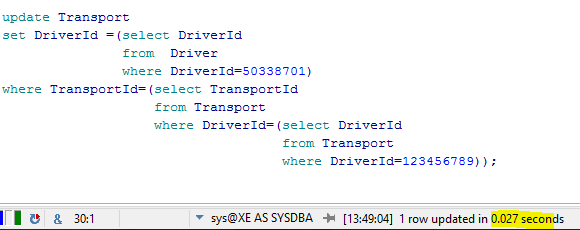 update Transport
set DriverId =(select DriverId
from Driver
where DriverId=50338701)
where TransportId=(select TransportId
from Transport
where DriverId=(select DriverId
from Transport
where DriverId=123456789));
& 30:1 sys@XE AS SYSDBA [13:49:04] 1 row updated in 0.027 seconds